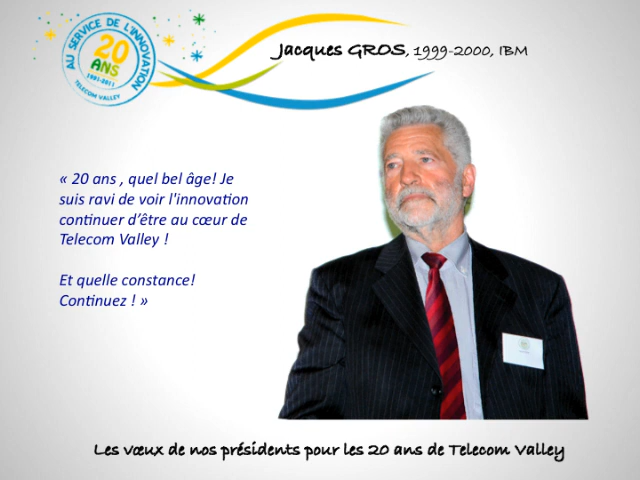 AU SERVICE DE L'INNOVATION
20
ANS
1991-2011
TELECOM VALLEY
Jacques GROS, 1999-2000, IBM
« 20 ans , quel bel âge! Je
suis ravi de voir l'innovation
continuer d’être au cœur de
Telecom Valley !
Et quelle constance!
Continuez ! »
Les vœux de nos présidents pour les 20 ans de Telecom Valley